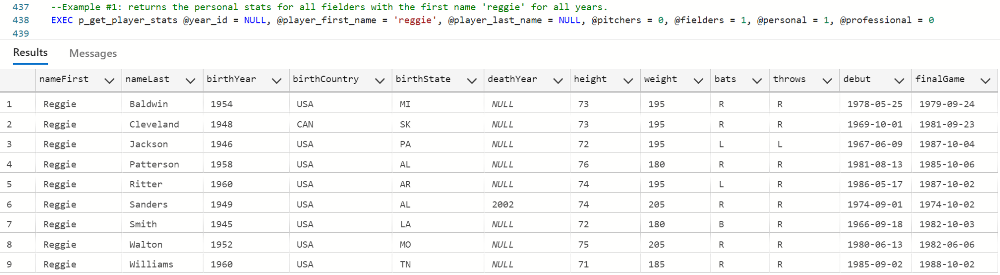 437 --Example #1: returns the personal stats for all fielders with the first name 'reggie' for all years.
438 EXEC p_get_player_stats @year_id = NULL, @player_first_name = 'reggie', @player_last_name = NULL, @pitchers = 0, @fielders = 1, @personal = 1, @professional = 0
439
Results Messages
nameFirst nameLast birthYear birthCountry birthState deathYear height weight bats throws debut finalGame
1 Reggie Baldwin 1954 USA MI NULL 73 195 R R 1978-05-25 1979-09-24
2 Reggie Cleveland 1948 CAN SK NULL 73 195 R R 1969-10-01 1981-09-23
3 Reggie Jackson 1946 USA PA NULL 72 195 L L 1967-06-09 1987-10-04
4 Reggie Patterson 1958 USA AL NULL 76 180 R R 1981-08-13 1985-10-06
5 Reggie Ritter 1960 USA AR NULL 74 195 L R 1986-05-17 1987-10-02
6 Reggie Sanders 1949 USA AL 2002 74 205 R R 1974-09-01 1974-10-02
7 Reggie Smith 1945 USA LA NULL 72 180 B R 1966-09-18 1982-10-03
8 Reggie Walton 1952 USA MO NULL 75 205 R R 1980-06-13 1982-06-06
9 Reggie Williams 1960 USA TN NULL 71 185 R R 1985-09-02 1988-10-02